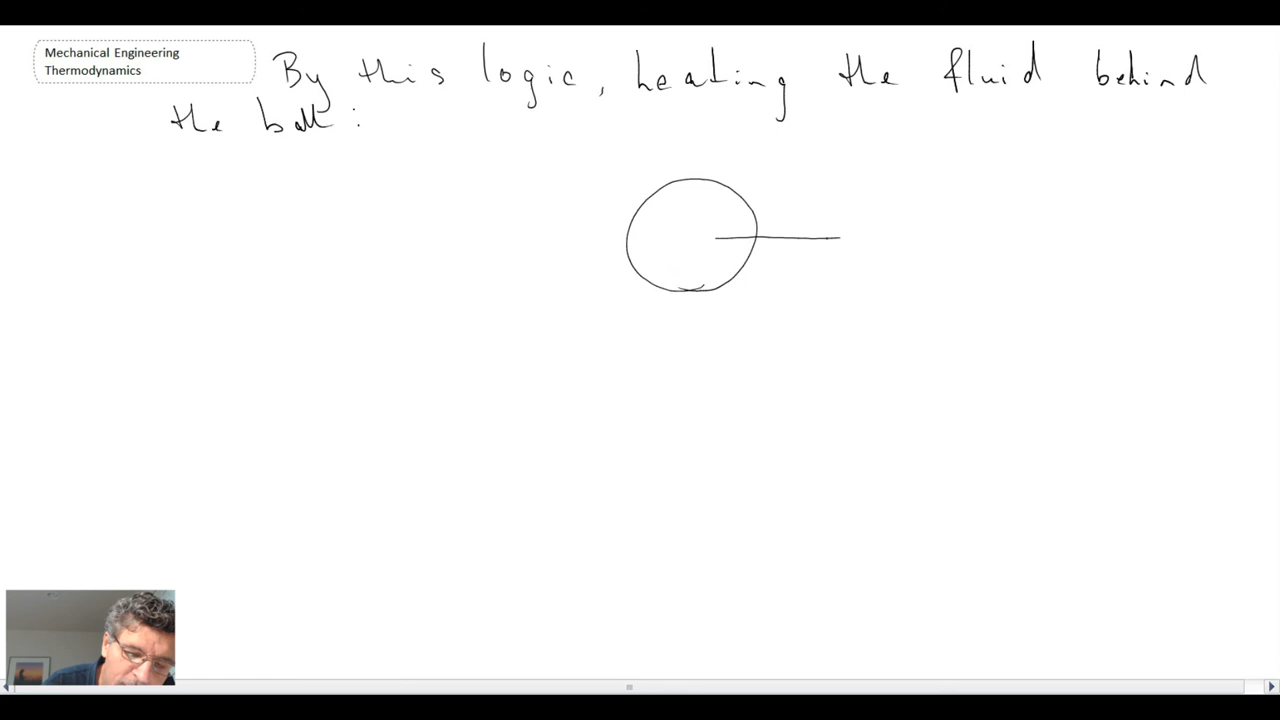 Mechanical Engineering
Thermodynamics
By this logic, heating the fluid behind
the ball: